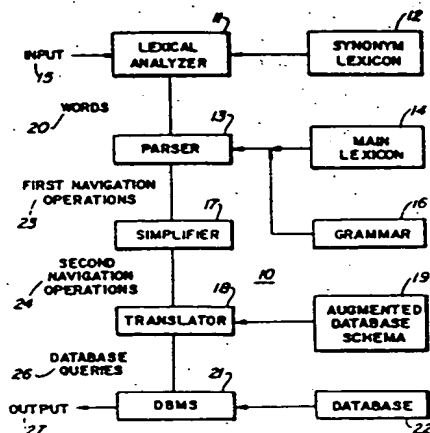 11
12
INPUT
LEXICAL
ANALYZER
SYNONYM
LEXICON
15
WORDS
20
13
14
PARSER
MAIN
LEXICON
FIRST NAVIGATION
OPERATIONS
23
17
16
SIMPLIFIER
GRAMMAR
SECOND
NAVIGATION
OPERATIONS
24
10
18
19
TRANSLATOR
AUGMENTED
DATABASE
SCHEMA
DATABASE
QUERIES
26
21
OUTPUT
DBMS
DATABASE
27
22